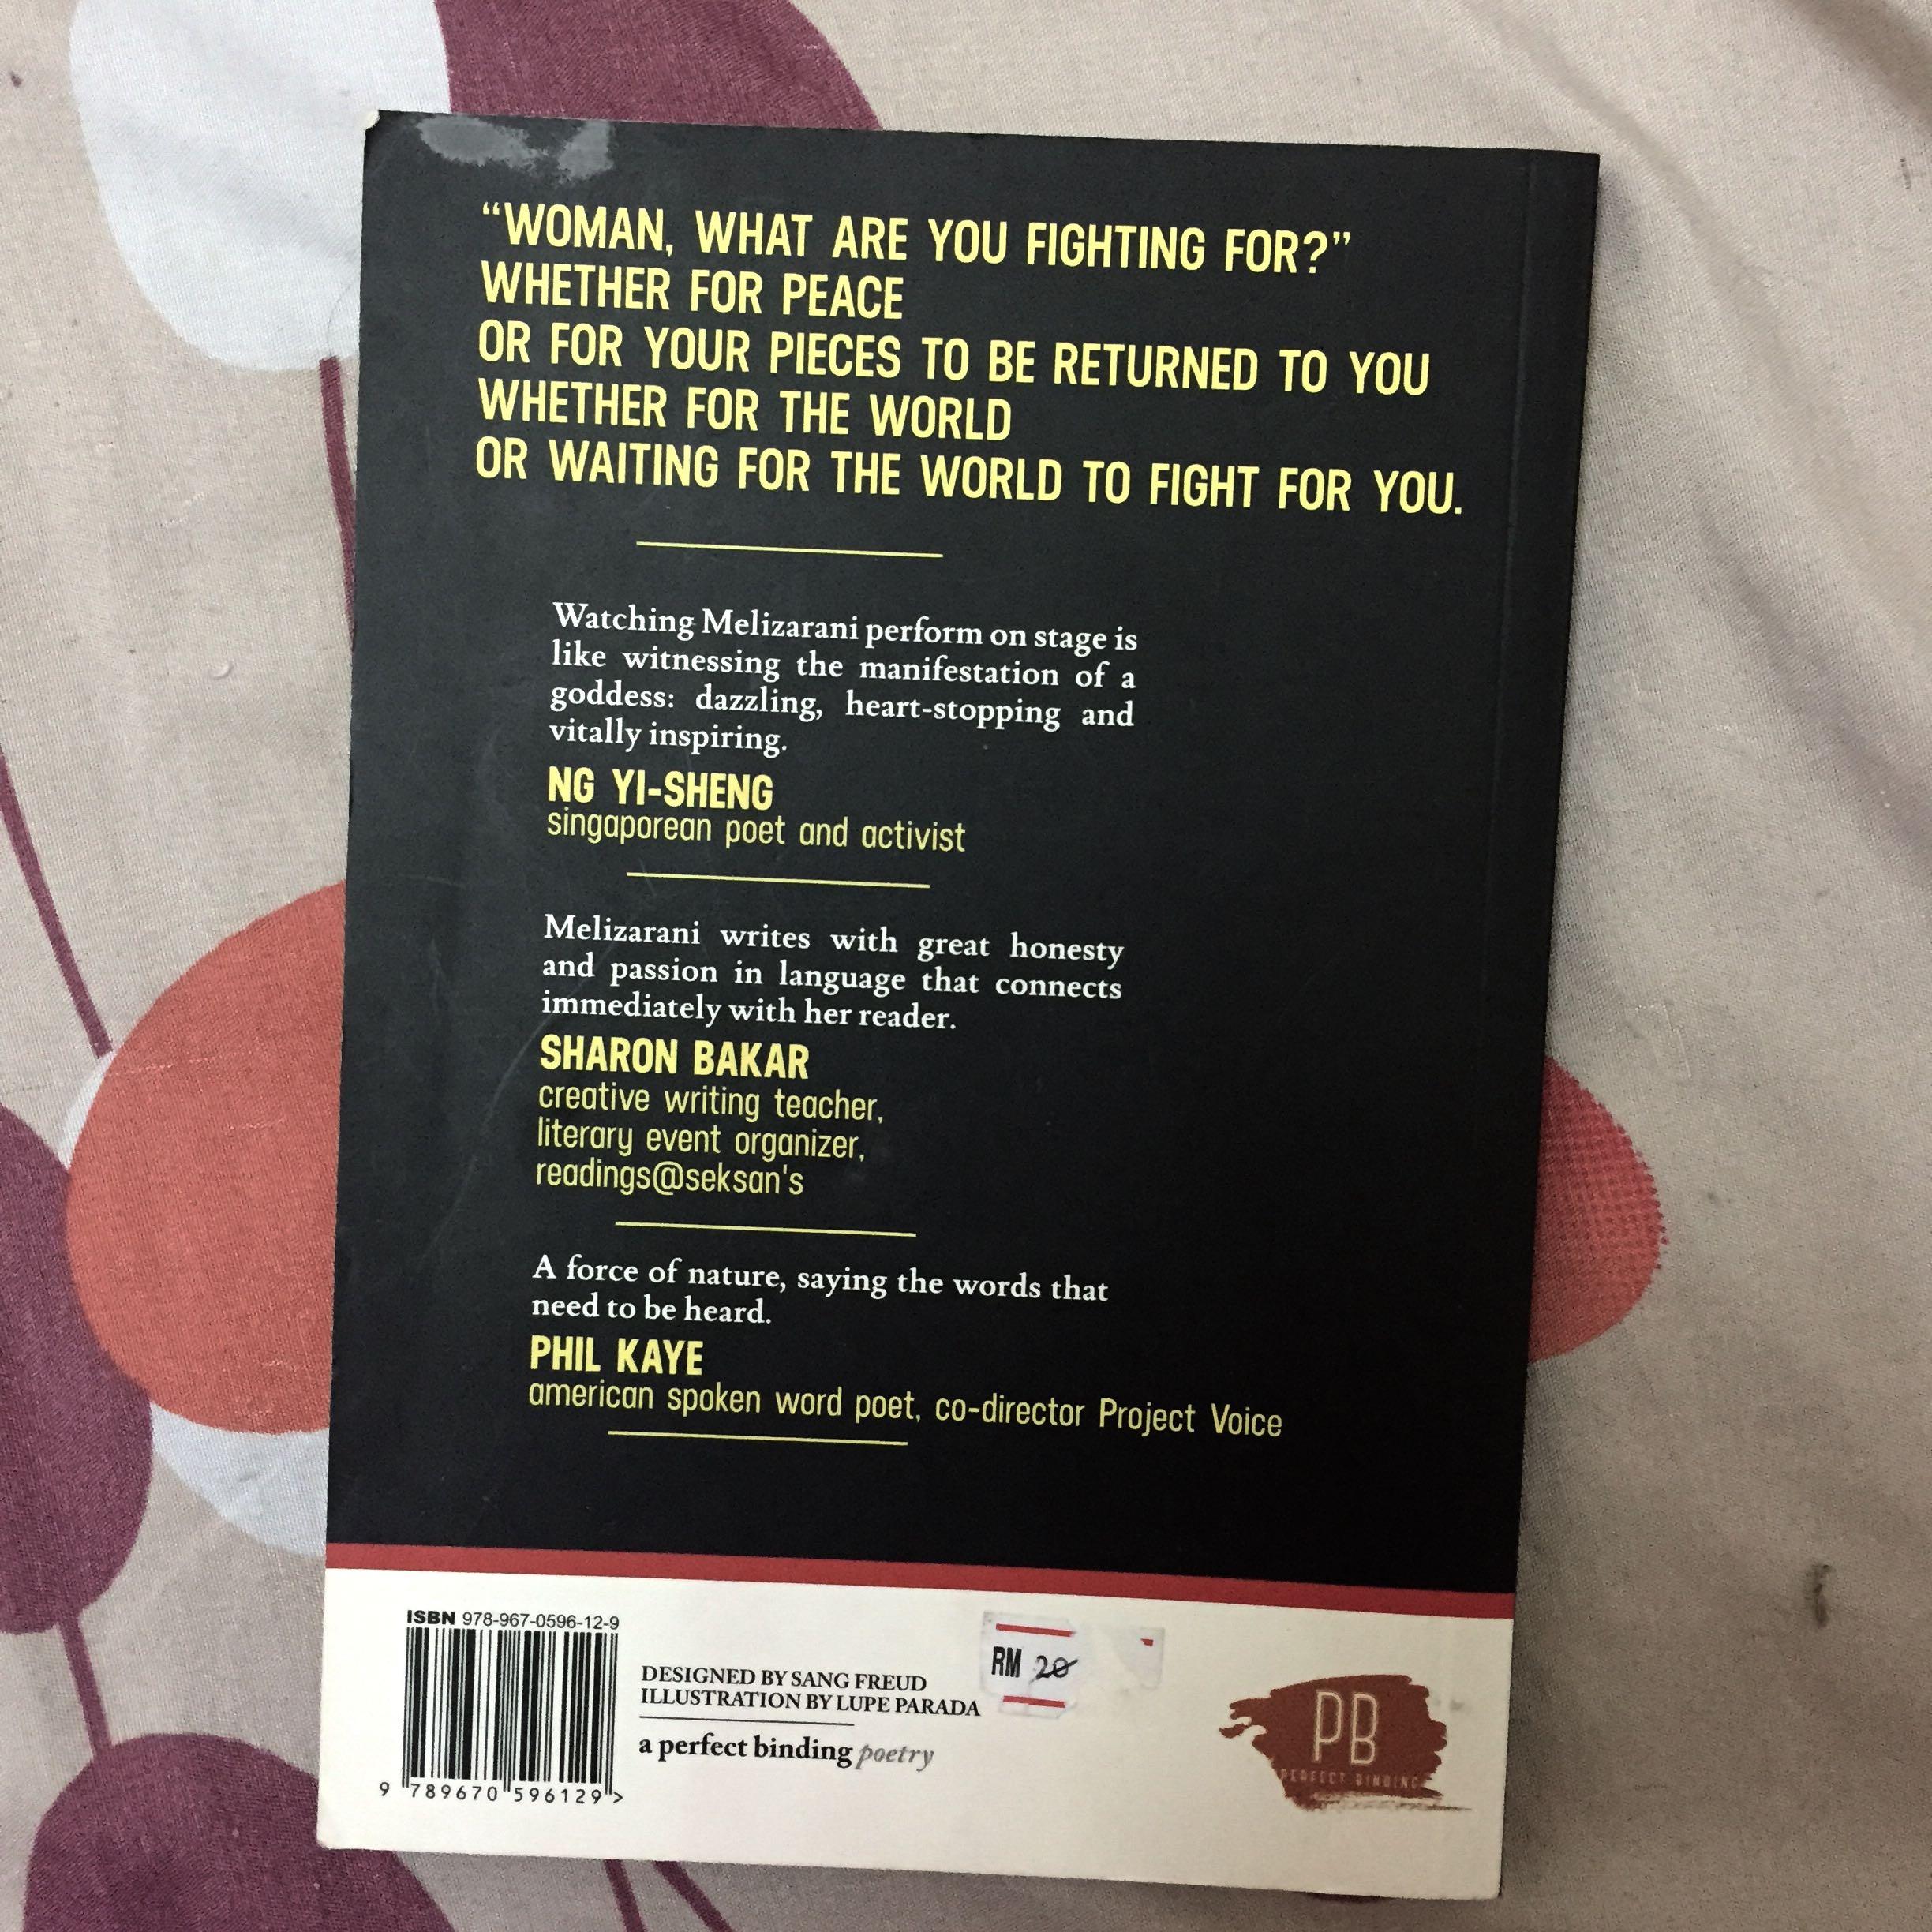 “WOMAN, WHAT ARE YOU FIGHTING FOR?”
WHETHER FOR PEACE
OR FOR YOUR PIECES TO BE RETURNED TO YOU
WHETHER FOR THE WORLD
OR WAITING FOR THE WORLD TO FIGHT FOR YOU.
Watching Melizarani perform on stage is
like witnessing the manifestation of a
goddess: dazzling, heart-stopping and
vitally inspiring.
NG YI-SHENG
singaporean poet and activist
Melizarani writes with great honesty
and passion in language that connects
immediately with her reader.
SHARON BAKAR
creative writing teacher,
literary event organizer,
readings@seksan's
A force of nature, saying the words that
need to be heard.
PHIL KAYE
american spoken word poet, co-director Project Voice
ISBN 978-967-0596-12-9
9 789670 596129 >
DESIGNED BY SANG FREUD
ILLUSTRATION BY LUPE PARADA
a perfect binding poetry
RM 20
PB
PERFECT BINDING